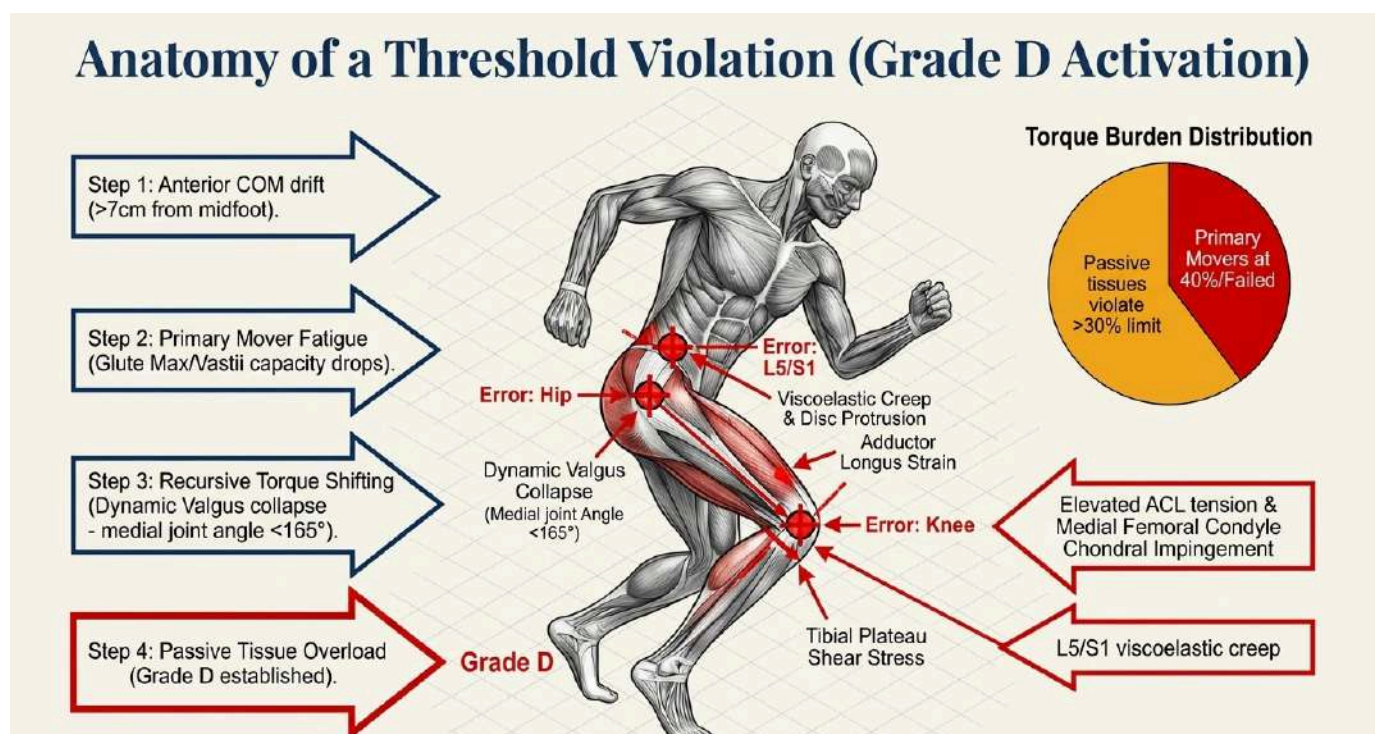 Anatomy of a Threshold Violation (Grade D Activation)
Step 1: Anterior COM drift
(>7cm from midfoot).
Step 2: Primary Mover Fatigue
(Glute Max/Vastii capacity drops).
Step 3: Recursive Torque Shifting
(Dynamic Valgus collapse
- medial joint angle <165°).
Step 4: Passive Tissue Overload
(Grade D established).
Grade D
Error: Hip
Dynamic Valgus
Collapse
(Medial joint Angle
<165°)
Error:
L5/S1
Viscoelastic Creep
& Disc Protrusion
Adductor
Longus Strain
Error: Knee
Tibial Plateau
Shear Stress
Torque Burden Distribution
Passive
tissues
violate
>30% limit
Primary
Movers at
40%/Failed
Elevated ACL tension &
Medial Femoral Condyle
Chondral Impingement
L5/S1 viscoelastic creep